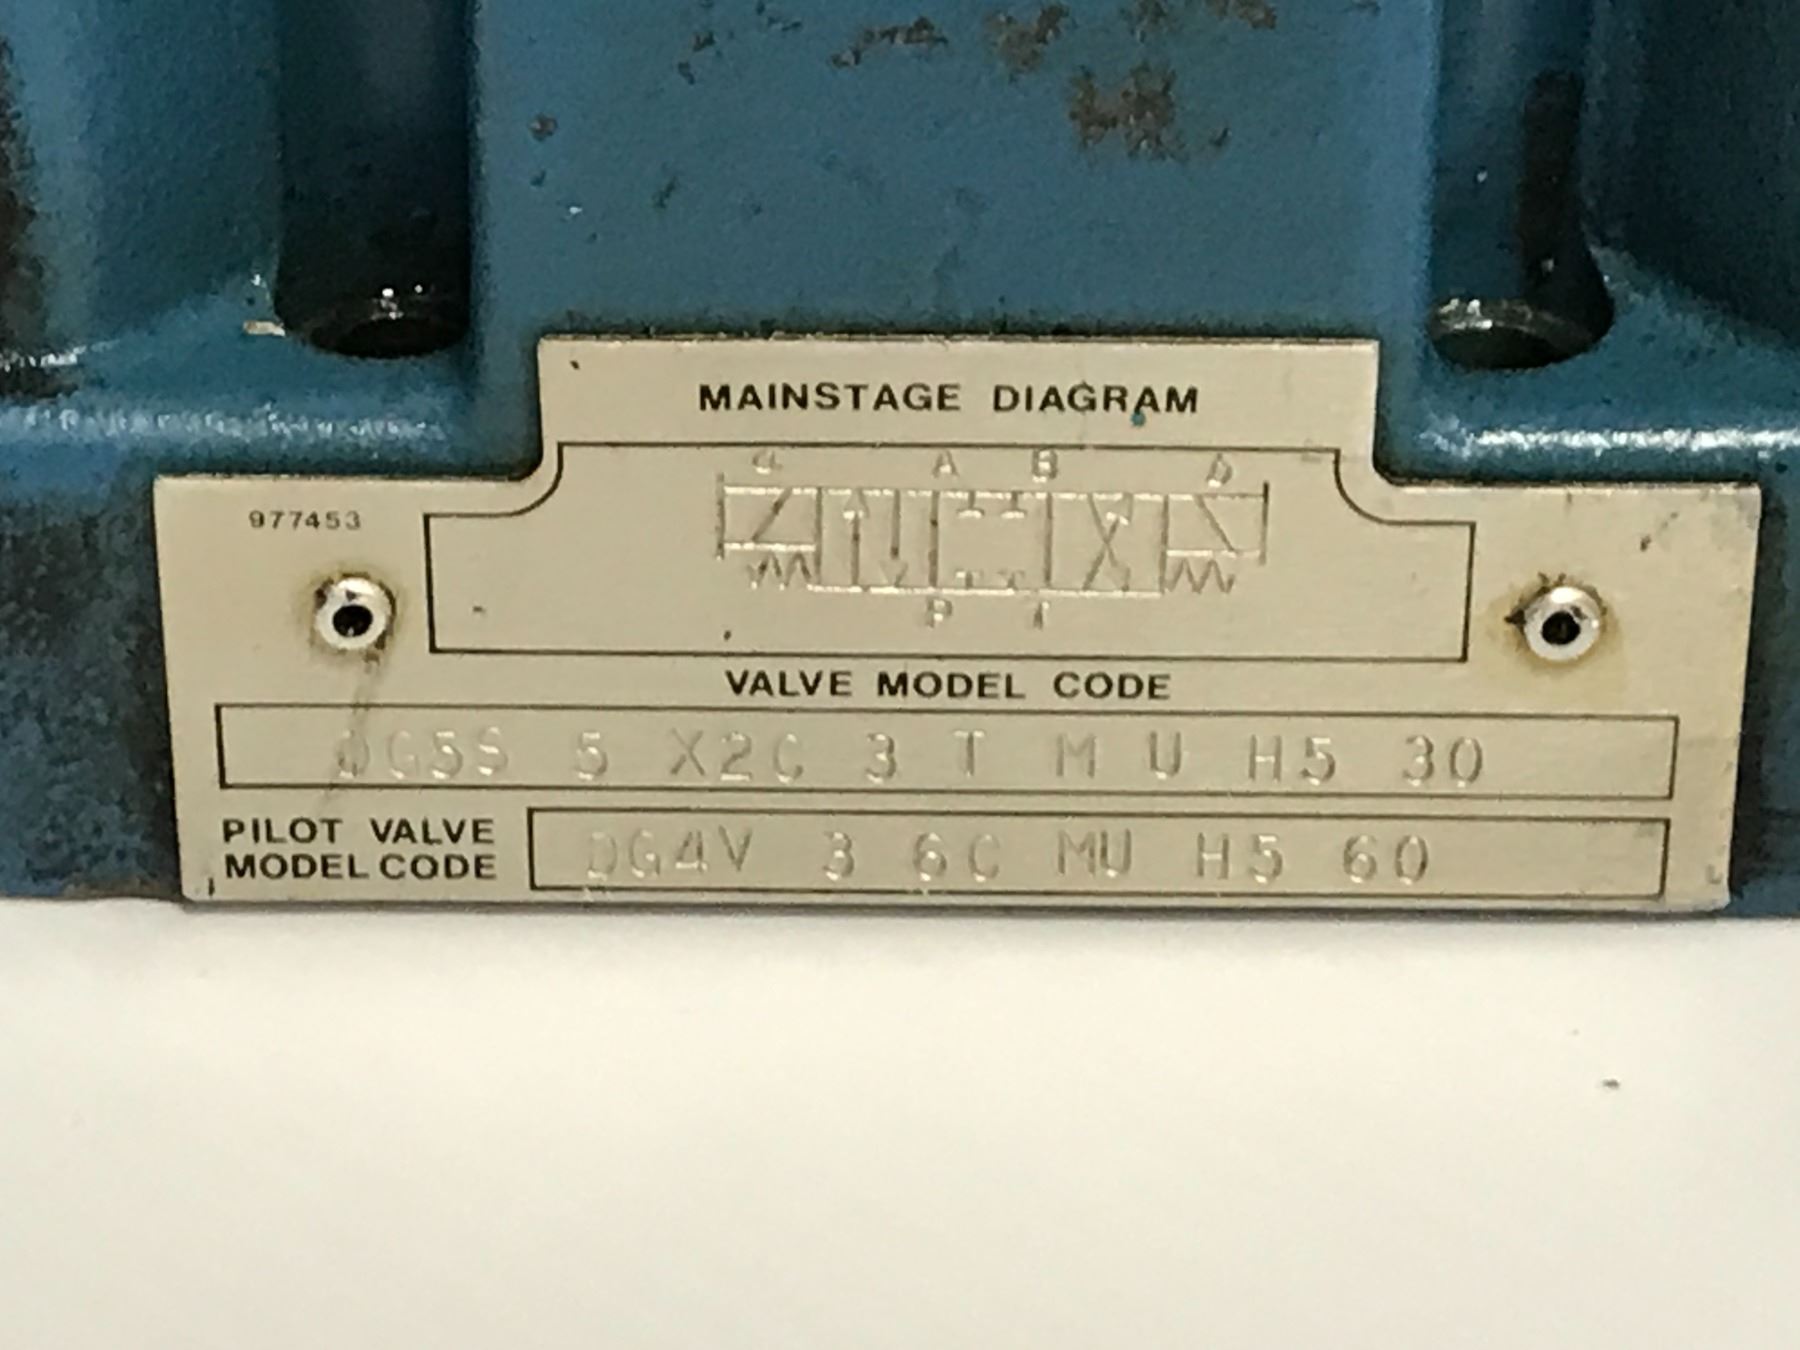 MAINSTAGE DIAGRAM
a A B b
977453
P T
VALVE MODEL CODE
DG5S 5 X2C 3 T M U H5 30
PILOT VALVE
MODEL CODE
DG4V 3 6C MU H5 60